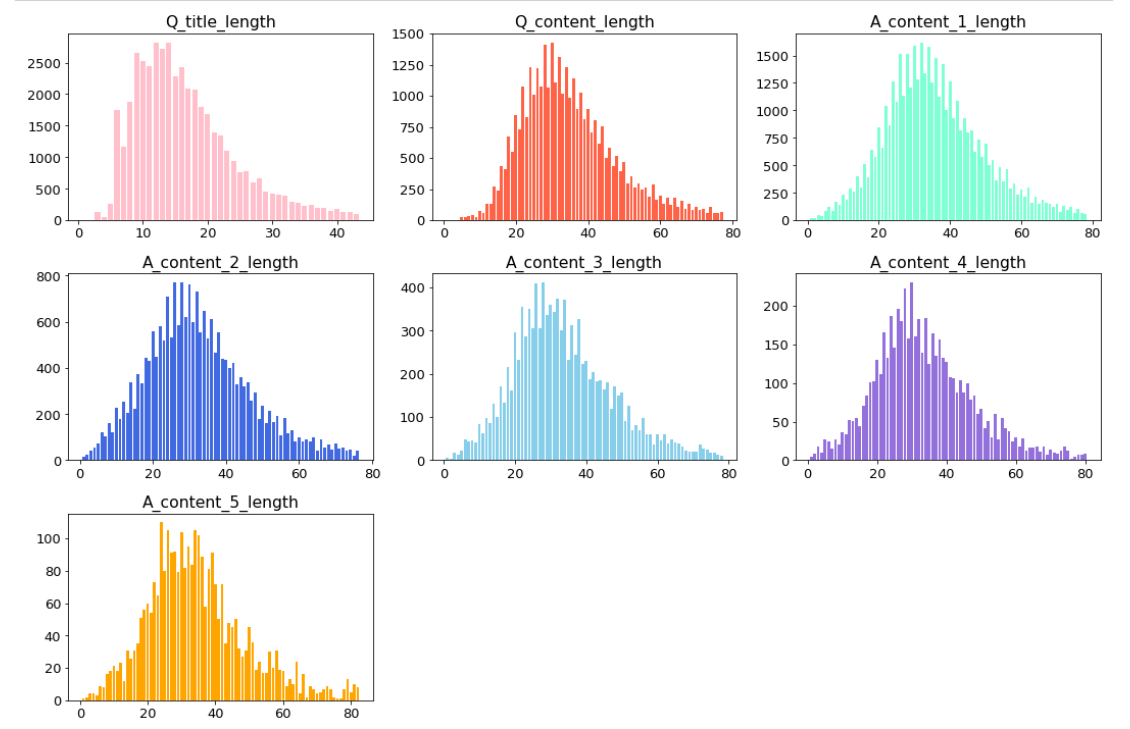 Q_title_length
2500
2000
1500
1000
500
0
0 10 20 30 40
Q_content_length
1500
1250
1000
750
500
250
0
0 20 40 60 80
A_content_1_length
1500
1250
1000
750
500
250
0
0 20 40 60 80
A_content_2_length
800
600
400
200
0
0 20 40 60 80
A_content_3_length
400
300
200
100
0
0 20 40 60 80
A_content_4_length
200
150
100
50
0
0 20 40 60 80
A_content_5_length
100
80
60
40
20
0
0 20 40 60 80